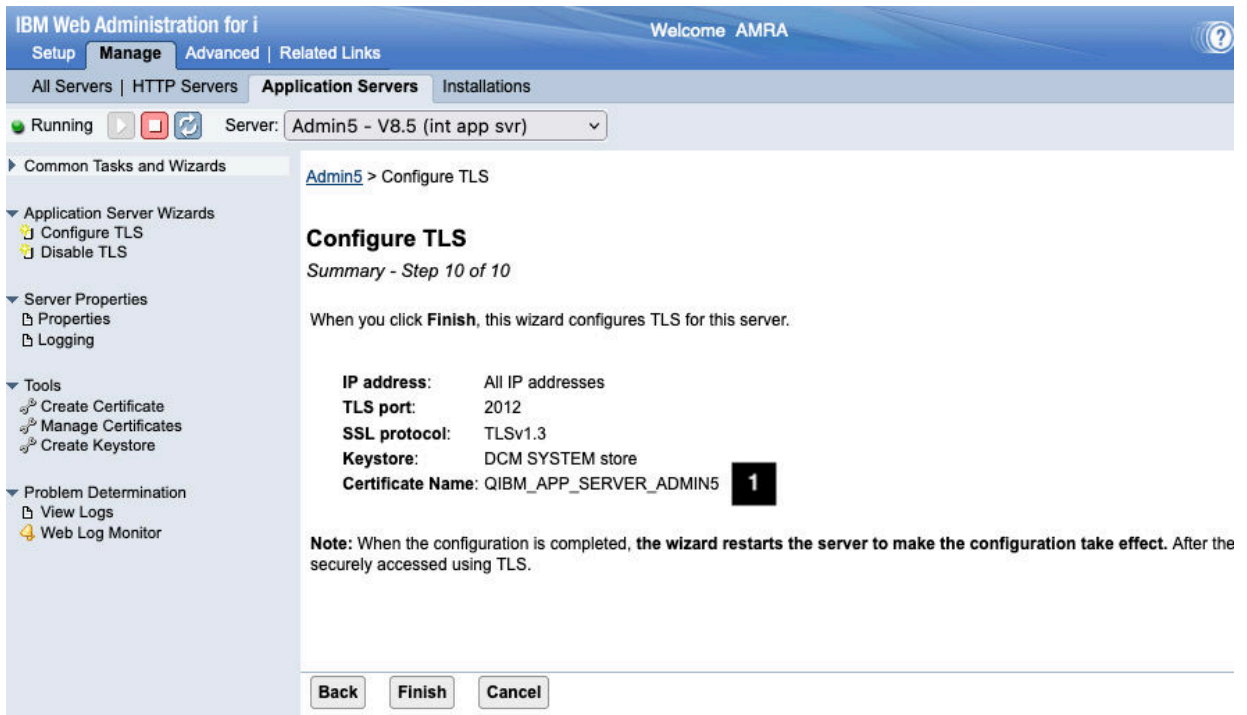 IBM Web Administration for i
Welcome AMRA
?
Setup Manage Advanced | Related Links
All Servers | HTTP Servers Application Servers Installations
Running Server: Admin5 - V8.5 (int app svr)
Common Tasks and Wizards
Application Server Wizards
Configure TLS
Disable TLS
Server Properties
Properties
Logging
Tools
Create Certificate
Manage Certificates
Create Keystore
Problem Determination
View Logs
Web Log Monitor
Admin5 > Configure TLS
Configure TLS
Summary - Step 10 of 10
When you click Finish, this wizard configures TLS for this server.
IP address: All IP addresses
TLS port: 2012
SSL protocol: TLSv1.3
Keystore: DCM SYSTEM store
Certificate Name: QIBM_APP_SERVER_ADMIN5 1
Note: When the configuration is completed, the wizard restarts the server to make the configuration take effect. After the
securely accessed using TLS.
Back Finish Cancel